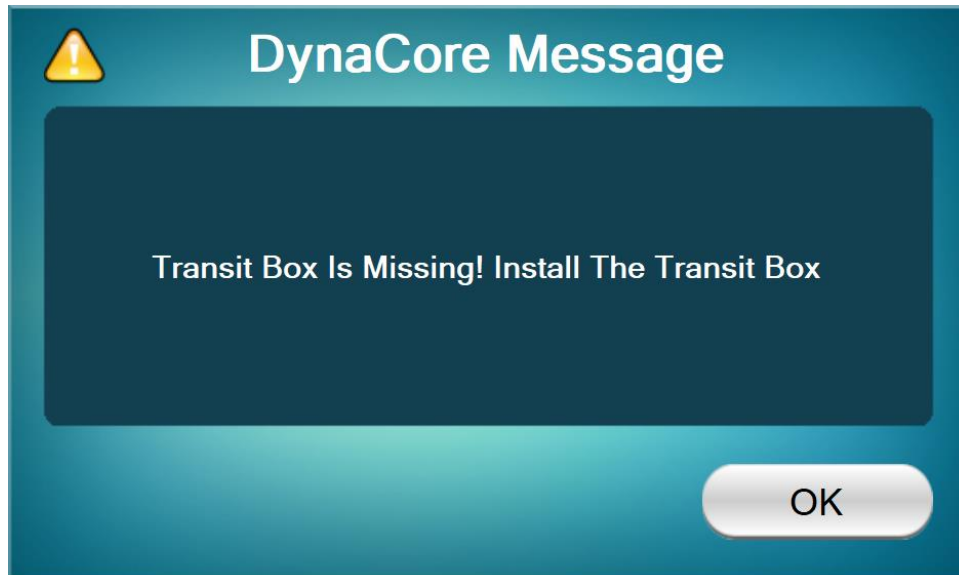 DynaCore Message
Transit Box Is Missing! Install The Transit Box
OK